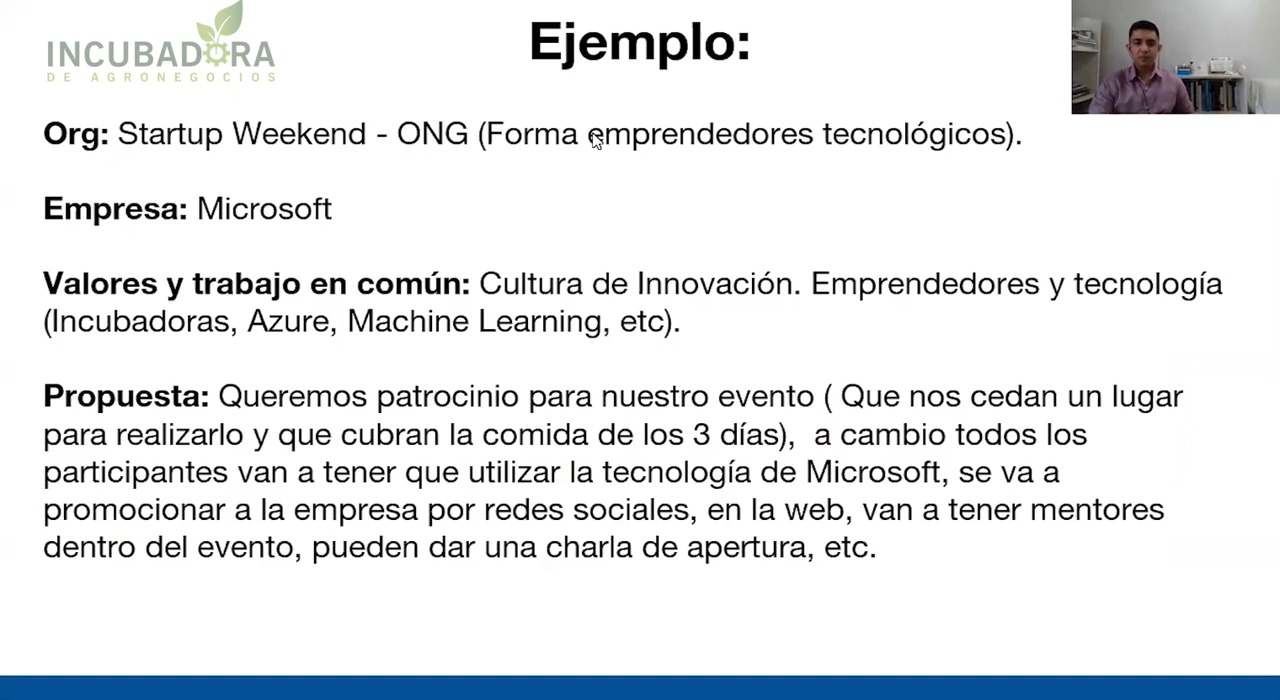 INCUBADORA
DE AGRONEGOCIOS
Ejemplo:
Org: Startup Weekend - ONG (Forma emprendedores tecnológicos).
Empresa: Microsoft
Valores y trabajo en común: Cultura de Innovación. Emprendedores y tecnología
(Incubadoras, Azure, Machine Learning, etc).
Propuesta: Queremos patrocinio para nuestro evento ( Que nos cedan un lugar
para realizarlo y que cubran la comida de los 3 días),  a cambio todos los
participantes van a tener que utilizar la tecnología de Microsoft, se va a
promocionar a la empresa por redes sociales, en la web, van a tener mentores
dentro del evento, pueden dar una charla de apertura, etc.